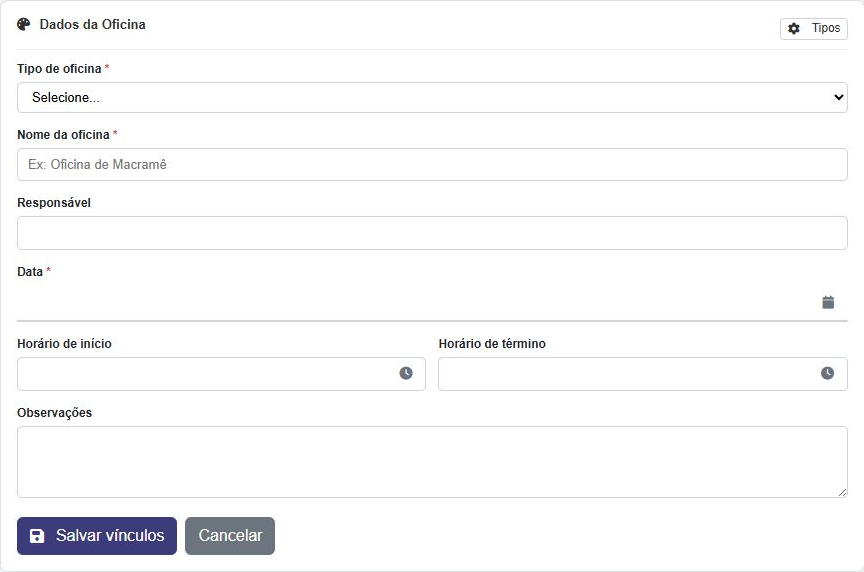 Dados da Oficina
Tipos
Tipo de oficina *
Selecione...
Nome da oficina *
Ex: Oficina de Macramê
Responsável
Data *
Horário de início
Horário de término
Observações
Salvar vínculos
Cancelar